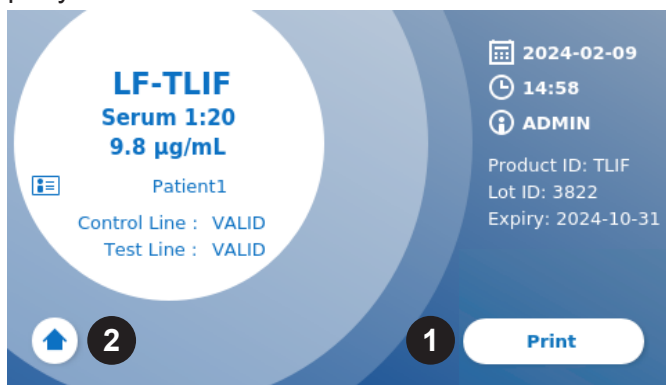 LF-TLIF
Serum 1:20
9.8 µg/mL
Patient1
Control Line : VALID
Test Line : VALID
2024-02-09
14:58
ADMIN
Product ID: TLIF
Lot ID: 3822
Expiry: 2024-10-31
2
1
Print